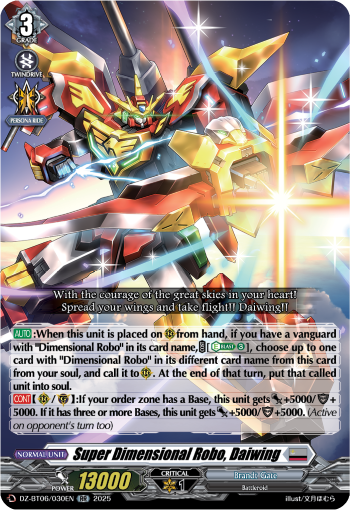 3
GRADE
TWINDRIVE
PERSONA RIDE
With the courage of the great skies in your heart!
Spread your wings and take flight!! Daiwing!!
AUTO :When this unit is placed on R from hand, if you have a vanguard
with "Dimensional Robo" in its card name, [ BLAST 3 ], choose up to one
card with "Dimensional Robo" in its different card name from this card
from your soul, and call it to R . At the end of that turn, put that called
unit into soul.
CONT [ V / R ]:If your order zone has a Base, this unit gets +5000/ +
5000. If it has three or more Bases, this unit gets +5000/ +5000. (Active
on opponent's turn too)
NORMAL UNIT
Super Dimensional Robo, Daiwing
POWER 13000
CRITICAL
1
Brandt Gate
Battleroid
DZ-BT06/030EN RR 2025
illust/文月ほむら